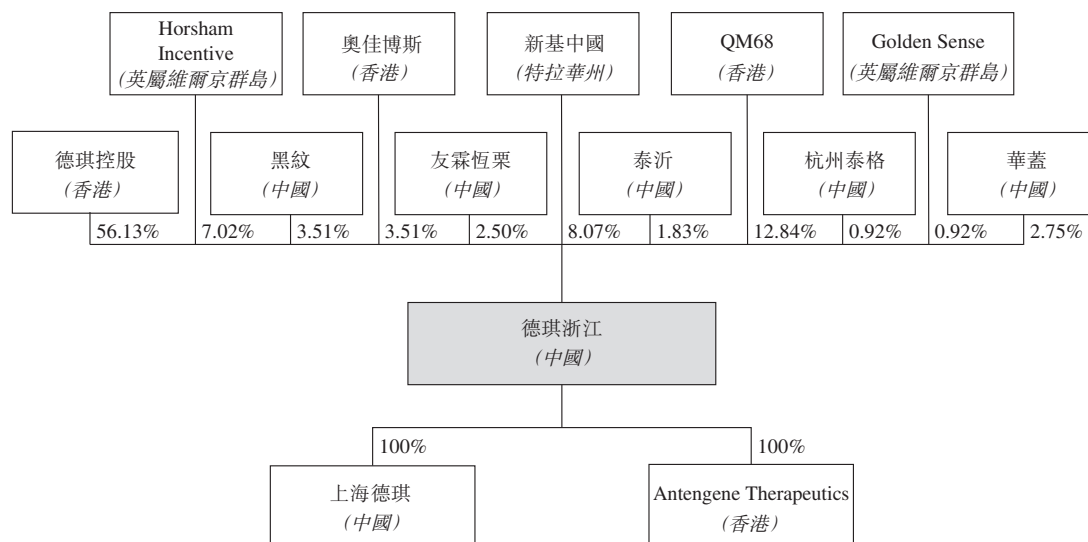 Horsham
Incentive
(英屬維爾京群島)
奧佳博斯
(香港)
新基中國
(特拉華州)
QM68
(香港)
Golden Sense
(英屬維爾京群島)
德琪控股
(香港)
黑紋
(中國)
友霖恆栗
(中國)
泰沂
(中國)
杭州泰格
(中國)
華蓋
(中國)
56.13%
7.02%
3.51%
3.51%
2.50%
8.07%
1.83%
12.84%
0.92%
0.92%
2.75%
德琪浙江
(中國)
100%
100%
上海德琪
(中國)
Antengene Therapeutics
(香港)